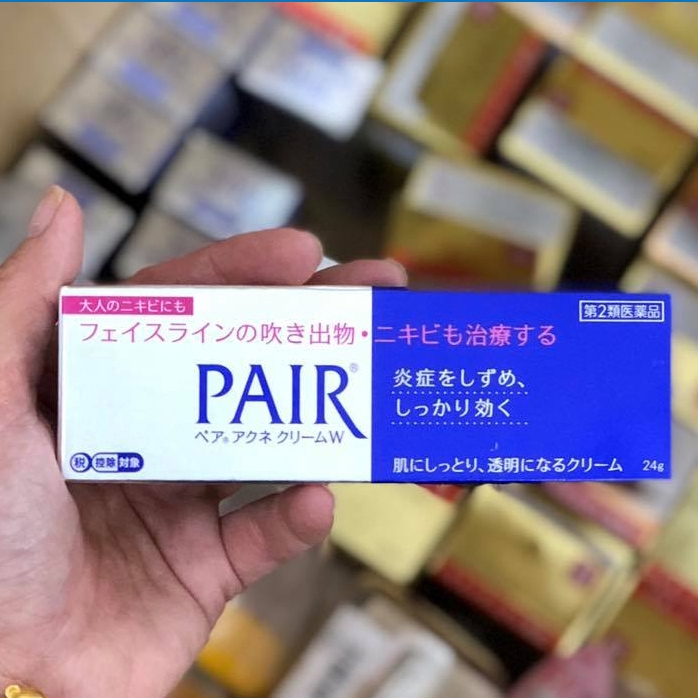 大人のニキビにも
フェイスラインの吹き出物・ニキビも治療する
第2類医薬品
PAIR®
ペア®アクネ クリームW
炎症をしずめ、
しっかり効く
税 控除 対象
肌にしっとり、透明になるクリーム
24g